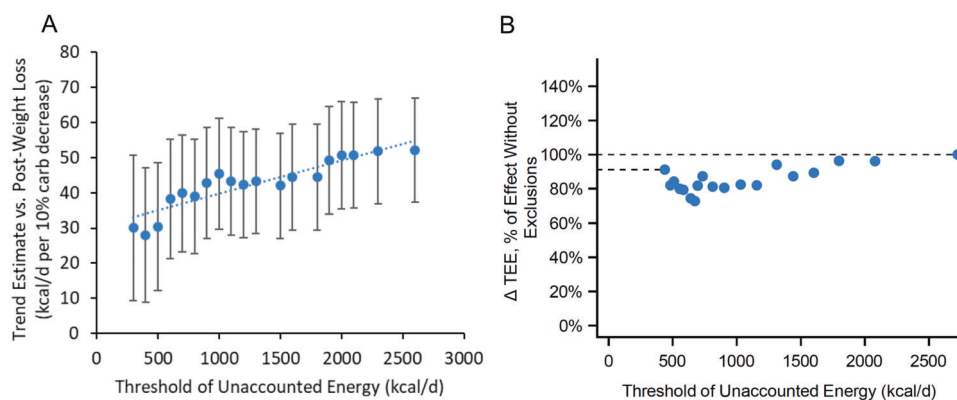 A
Trend Estimate vs. Post-Weight Loss
(kcal/d per 10% carb decrease)
80
70
60
50
40
30
20
10
0
0 500 1000 1500 2000 2500 3000
Threshold of Unaccounted Energy (kcal/d)
B
Δ TEE, % of Effect Without
Exclusions
140%
120%
100%
80%
60%
40%
20%
0%
0 500 1000 1500 2000 2500
Threshold of Unaccounted Energy (kcal/d)